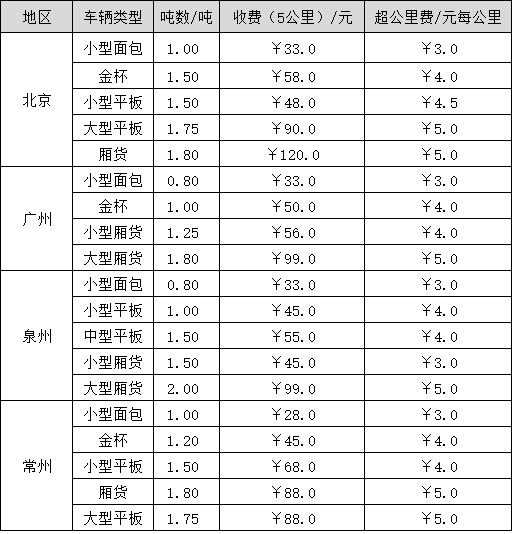 地区 车辆类型 吨数/吨 收费（5公里）/元 超公里费/元每公里
北京 小型面包 1.00 ￥33.0 ￥3.0
金杯 1.50 ￥58.0 ￥4.0
小型平板 1.50 ￥48.0 ￥4.5
大型平板 1.75 ￥90.0 ￥5.0
厢货 1.80 ￥120.0 ￥5.0
广州 小型面包 0.80 ￥33.0 ￥3.0
金杯 1.00 ￥50.0 ￥4.0
小型厢货 1.25 ￥56.0 ￥4.0
大型厢货 1.80 ￥99.0 ￥5.0
泉州 小型面包 0.80 ￥33.0 ￥3.0
小型平板 1.00 ￥45.0 ￥4.0
中型平板 1.50 ￥55.0 ￥4.0
小型厢货 1.50 ￥45.0 ￥3.0
大型厢货 2.00 ￥99.0 ￥5.0
常州 小型面包 1.00 ￥28.0 ￥3.0
金杯 1.20 ￥45.0 ￥4.0
小型平板 1.50 ￥68.0 ￥4.0
厢货 1.80 ￥88.0 ￥5.0
大型平板 1.75 ￥88.0 ￥5.0